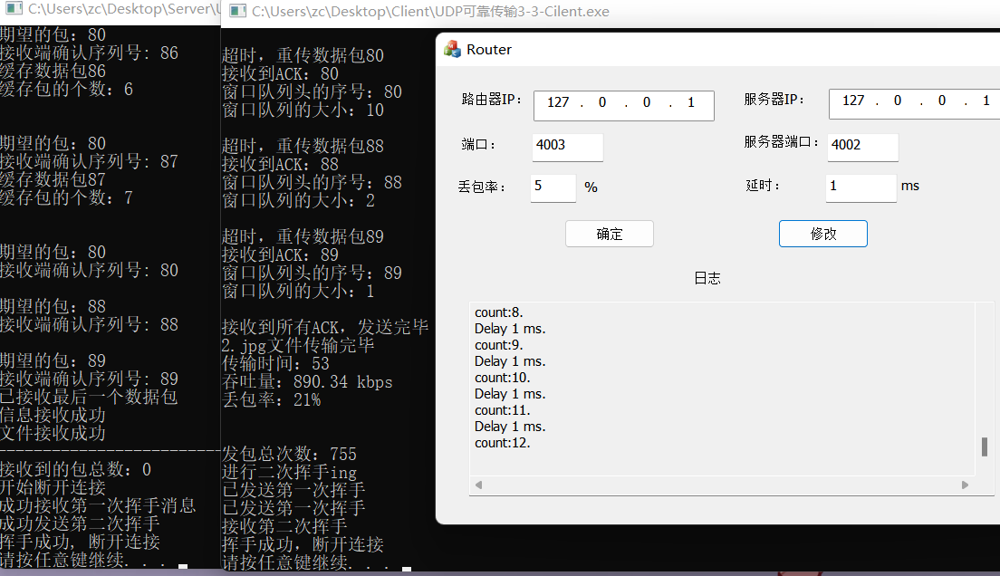 C:\Users\zc\Desktop\Server\U
期望的包：80
接收端确认序列号：86
缓存数据包86
缓存包的个数：6
期望的包：80
接收端确认序列号：87
缓存数据包87
缓存包的个数：7
期望的包：80
接收端确认序列号：80
期望的包：88
接收端确认序列号：88
期望的包：89
接收端确认序列号：89
已接收最后一个数据包
信息接收成功
文件接收成功
接收到的包总数：0
开始断开连接
成功接收第一次挥手消息
成功发送第二次挥手
挥手成功, 断开连接
请按任意键继续. . .
C:\Users\zc\Desktop\Client\UDP可靠传输3-3-Cilent.exe
超时，重传数据包80
接收到ACK：80
窗口队列头的序号：80
窗口队列的大小：10
超时，重传数据包88
接收到ACK：88
窗口队列头的序号：88
窗口队列的大小：2
超时，重传数据包89
接收到ACK：89
窗口队列头的序号：89
窗口队列的大小：1
接收到所有ACK，发送完毕
2.jpg文件传输完毕
传输时间：53
吞吐量：890.34 kbps
丢包率：21%
发包总次数：755
进行二次挥手ing
已发送第一次挥手
已发送第一次挥手
接收第二次挥手
挥手成功，断开连接
请按任意键继续. . .
Router
路由器IP： 127 . 0 . 0 . 1 服务器IP： 127 . 0 . 0 . 1
端口： 4003 服务器端口： 4002
丢包率： 5 % 延时： 1 ms
确定 修改
日志
count:8.
Delay 1 ms.
count:9.
Delay 1 ms.
count:10.
Delay 1 ms.
count:11.
Delay 1 ms.
count:12.